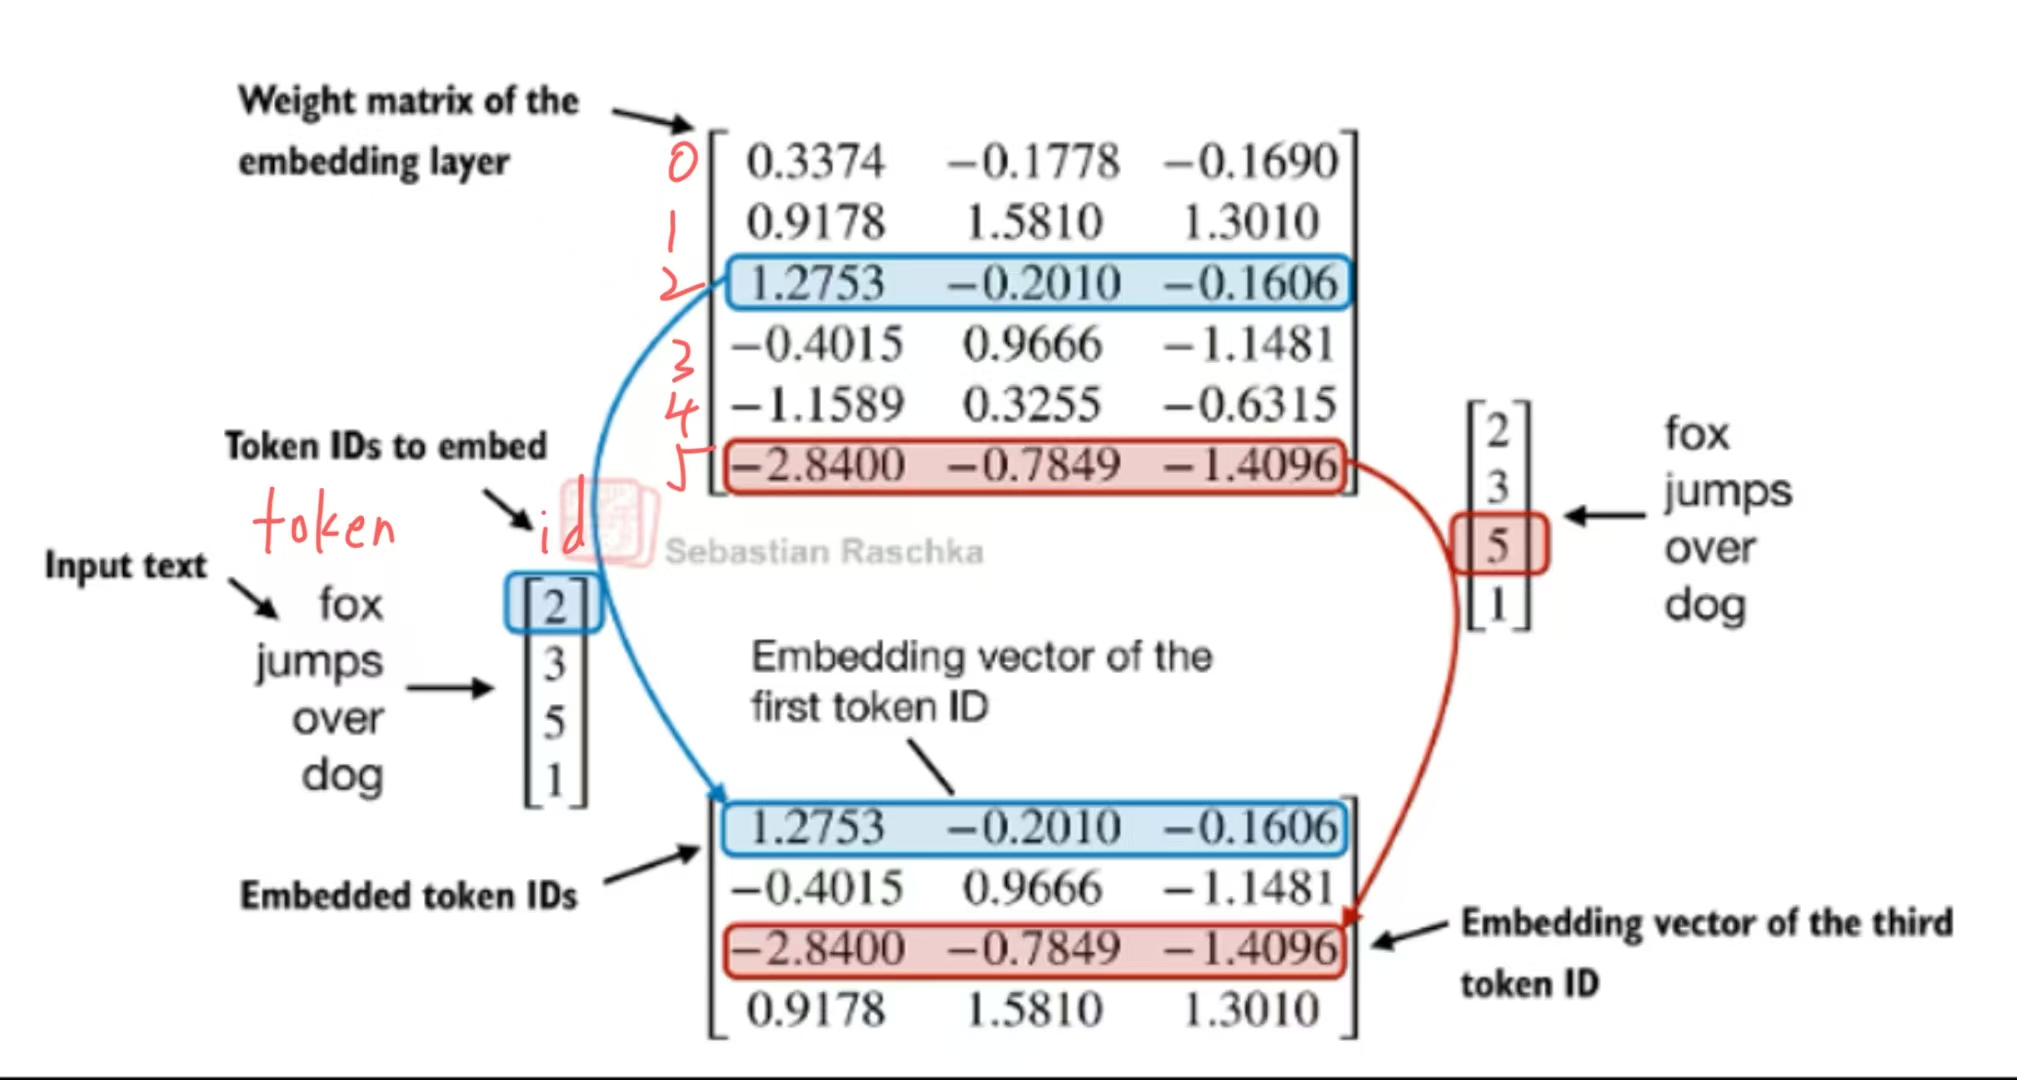 Weight matrix of the
embedding layer
0 0.3374 −0.1778 −0.1690
1 0.9178 1.5810 1.3010
2 1.2753 −0.2010 −0.1606
3 −0.4015 0.9666 −1.1481
4 −1.1589 0.3255 −0.6315
5 −2.8400 −0.7849 −1.4096
Token IDs to embed
token id
Input text
fox
jumps
over
dog
2
3
5
1
Sebastian Raschka
2
3
5
1
fox
jumps
over
dog
Embedding vector of the
first token ID
Embedded token IDs
1.2753 −0.2010 −0.1606
−0.4015 0.9666 −1.1481
−2.8400 −0.7849 −1.4096
0.9178 1.5810 1.3010
Embedding vector of the third
token ID